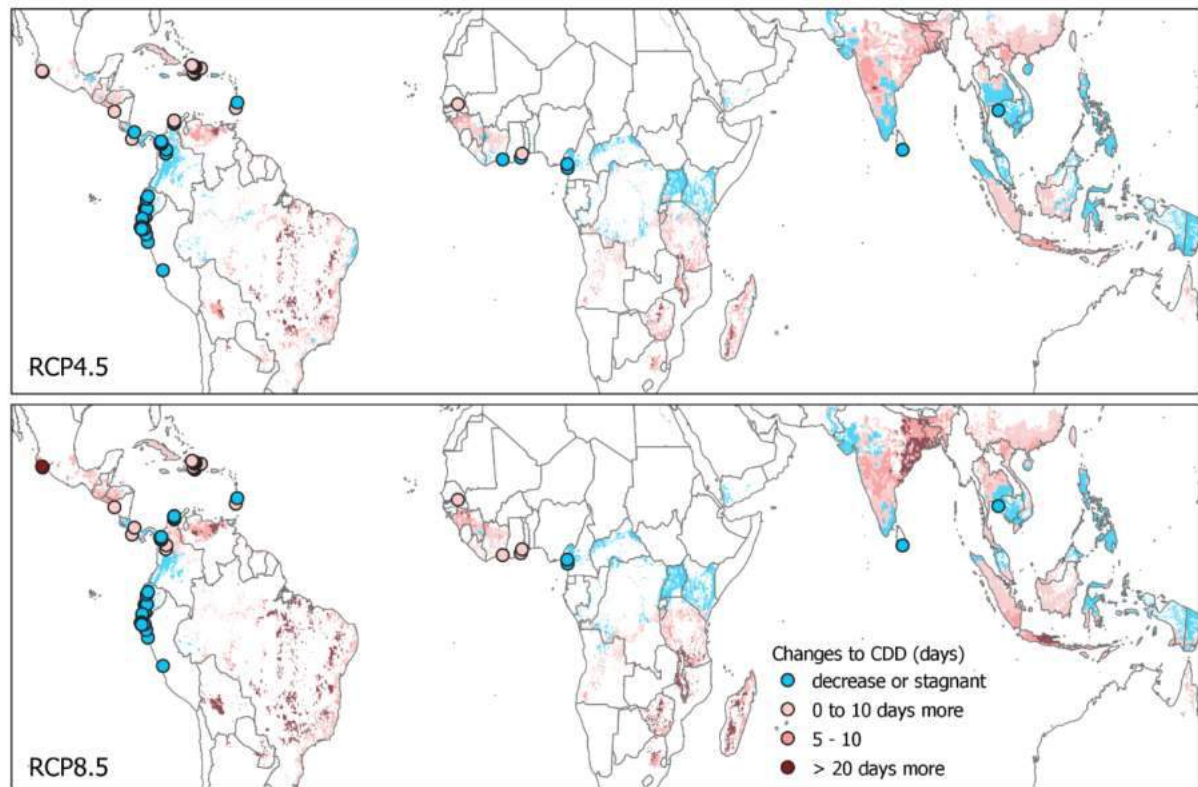 RCP4.5
RCP8.5
Changes to CDD (days)
decrease or stagnant
0 to 10 days more
5 - 10
> 20 days more